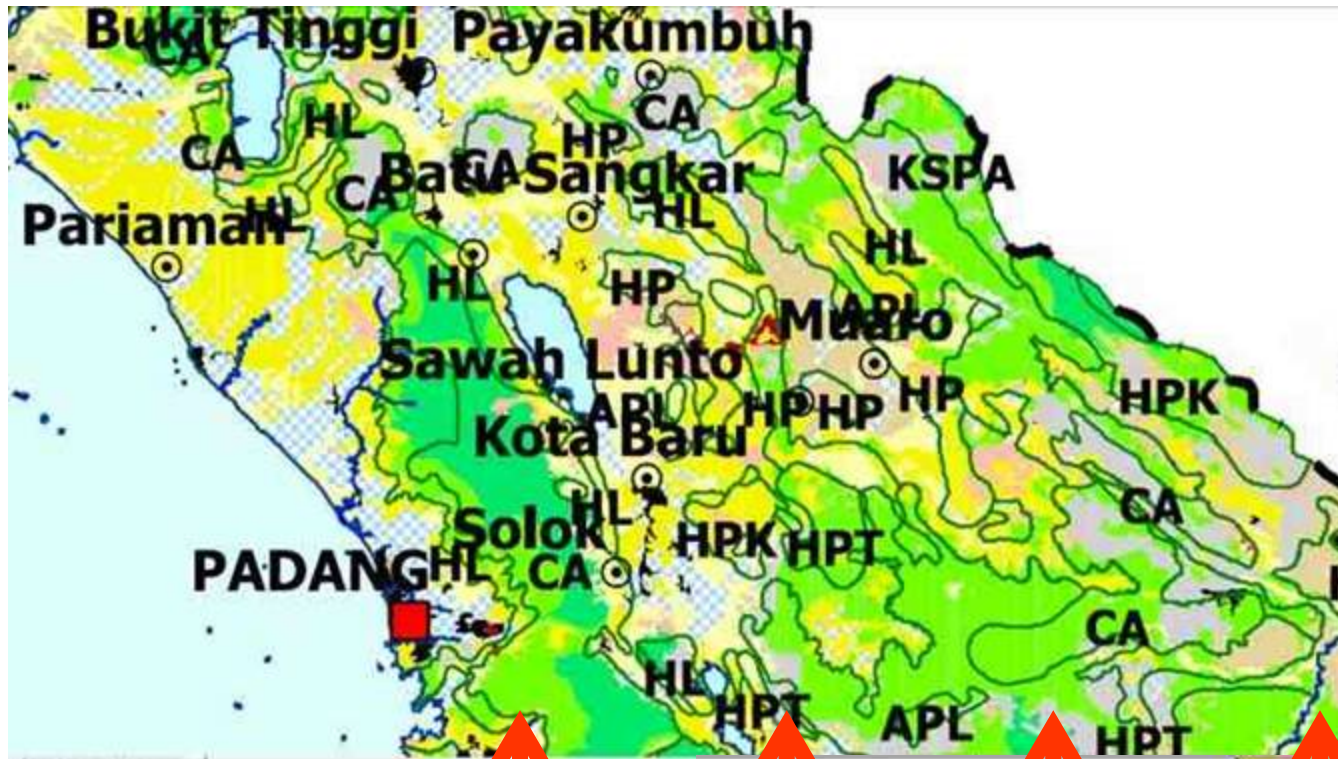 Bukit Tinggi
Payakumbuh
CA
CA
HL
HP
CA
CA
CA
KSPA
Batu Sangkar
HL
Pariaman
HL
HL
HL
HP
APL
Muaro
Sawah Lunto
HP
HP
HP
HPK
APL
Kota Baru
CA
HL
Solok
HPK
HPT
PADANG
HL
CA
CA
HL
HPT
APL
HPT